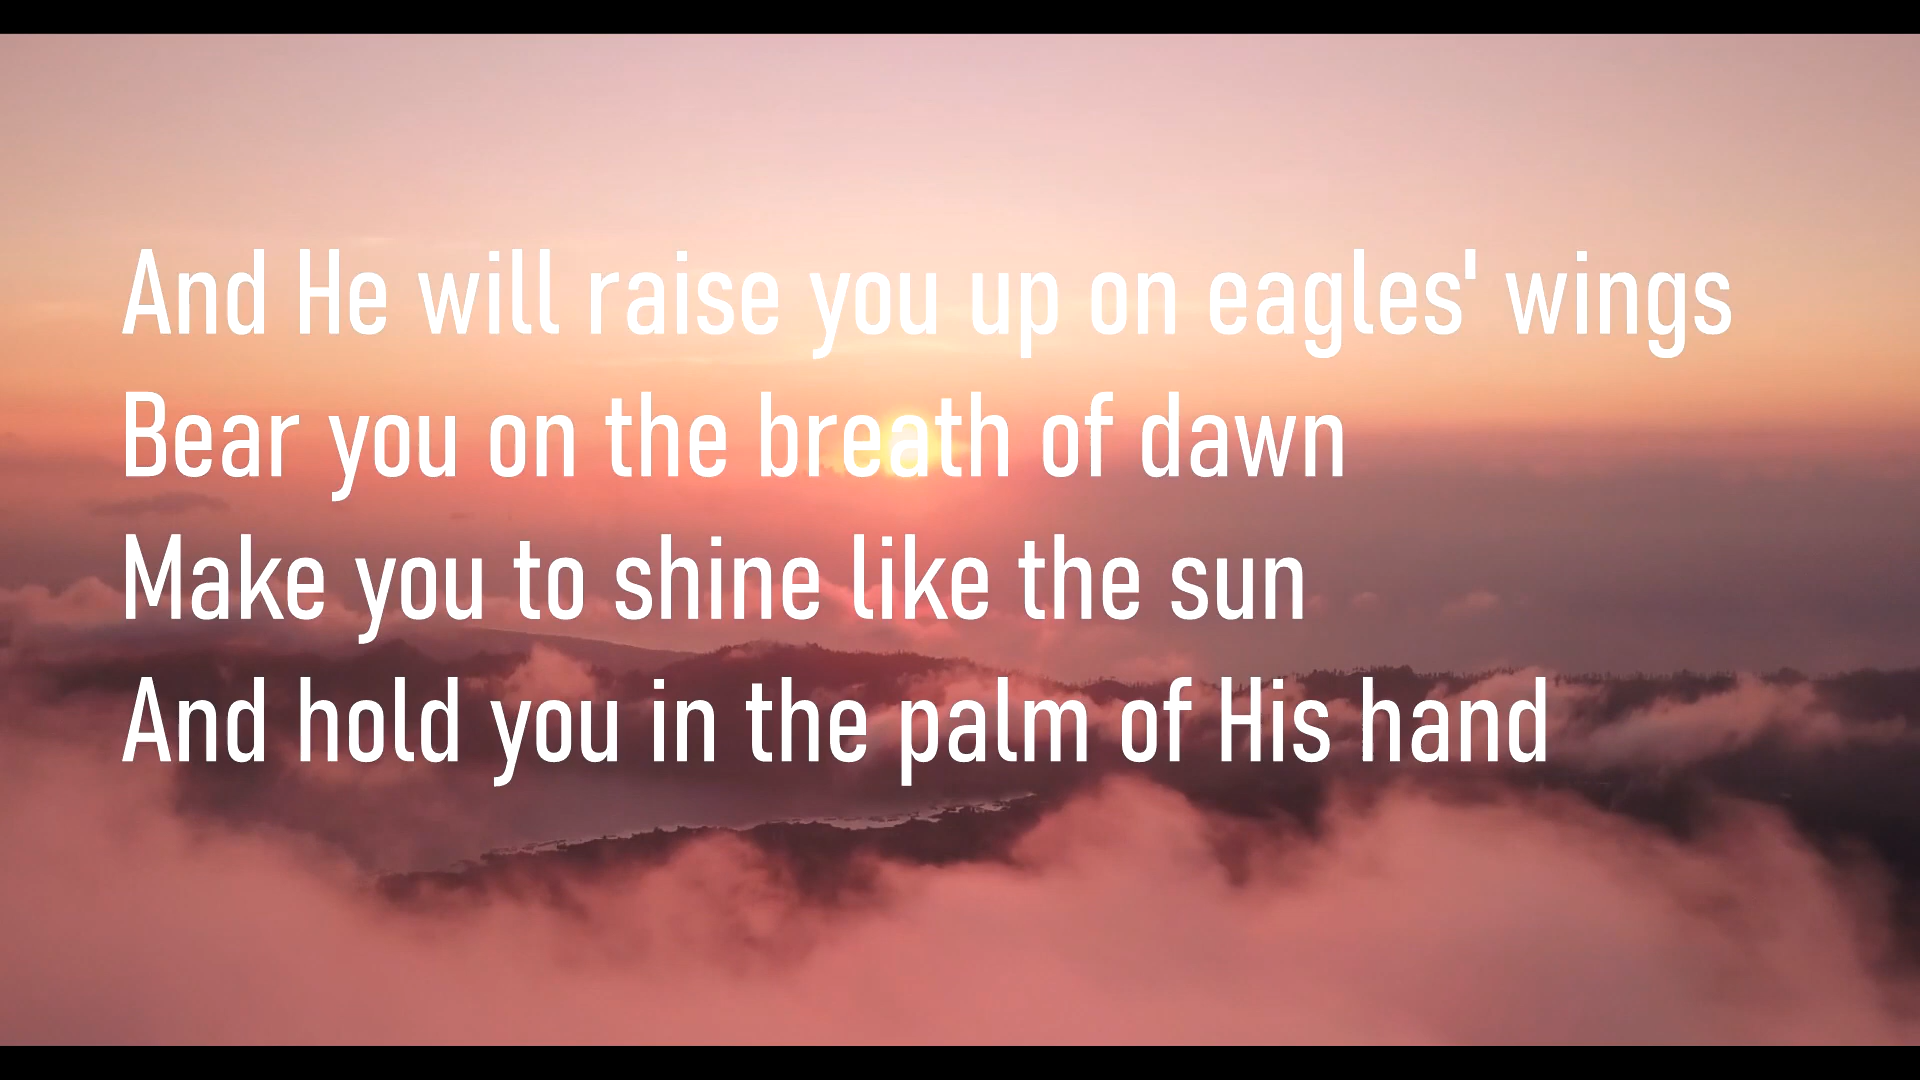 And He will raise you up on eagles' wings
Bear you on the breath of dawn
Make you to shine like the sun
And hold you in the palm of His hand